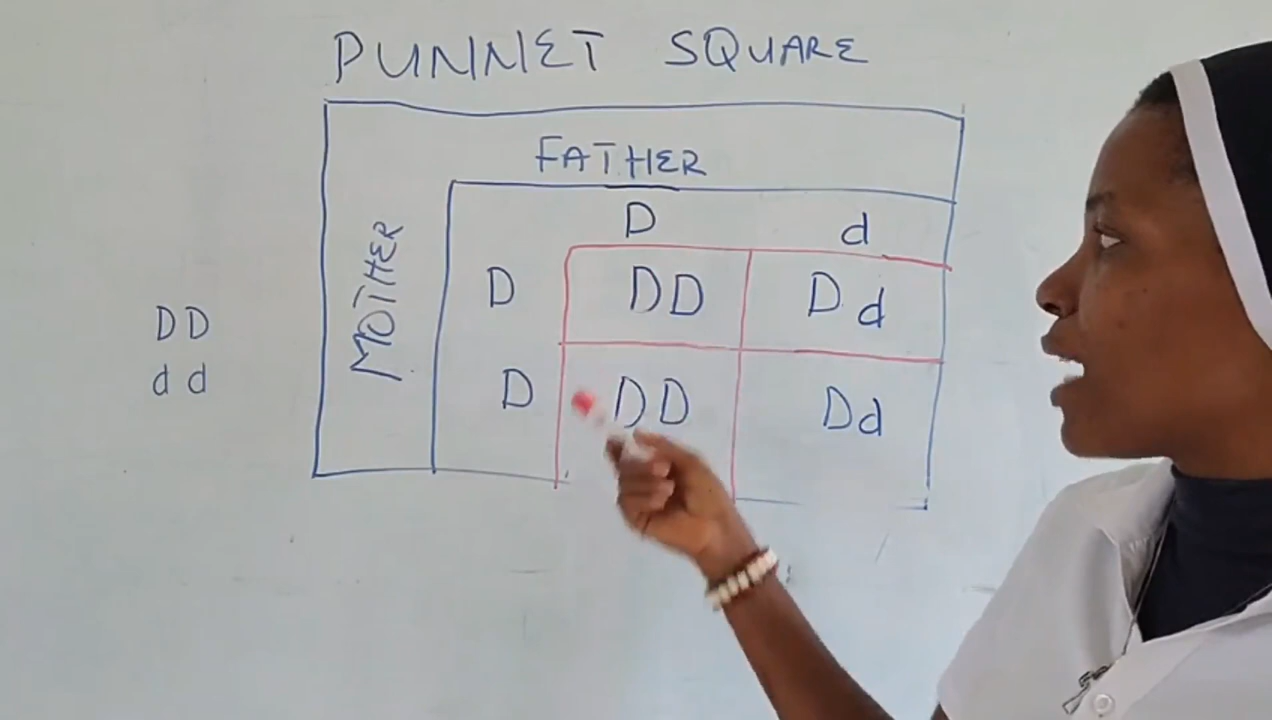 PUNNET SQUARE
FATHER
MOTHER
D d
D DD Dd
D DD Dd
DD
dd